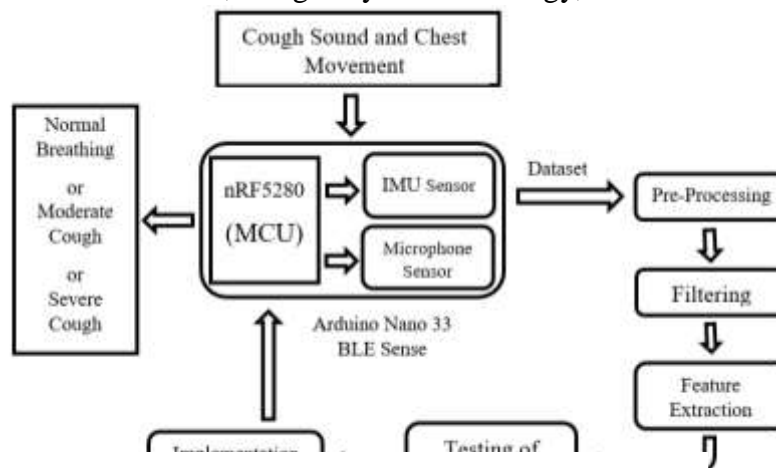 Cough Sound and Chest
Movement
Normal
Breathing
or
Moderate
Cough
or
Severe
Cough
nRF5280
(MCU)
IMU Sensor
Microphone
Sensor
Dataset
Pre-Processing
Filtering
Feature
Extraction
Arduino Nano 33
BLE Sense
Implementation
Testing of